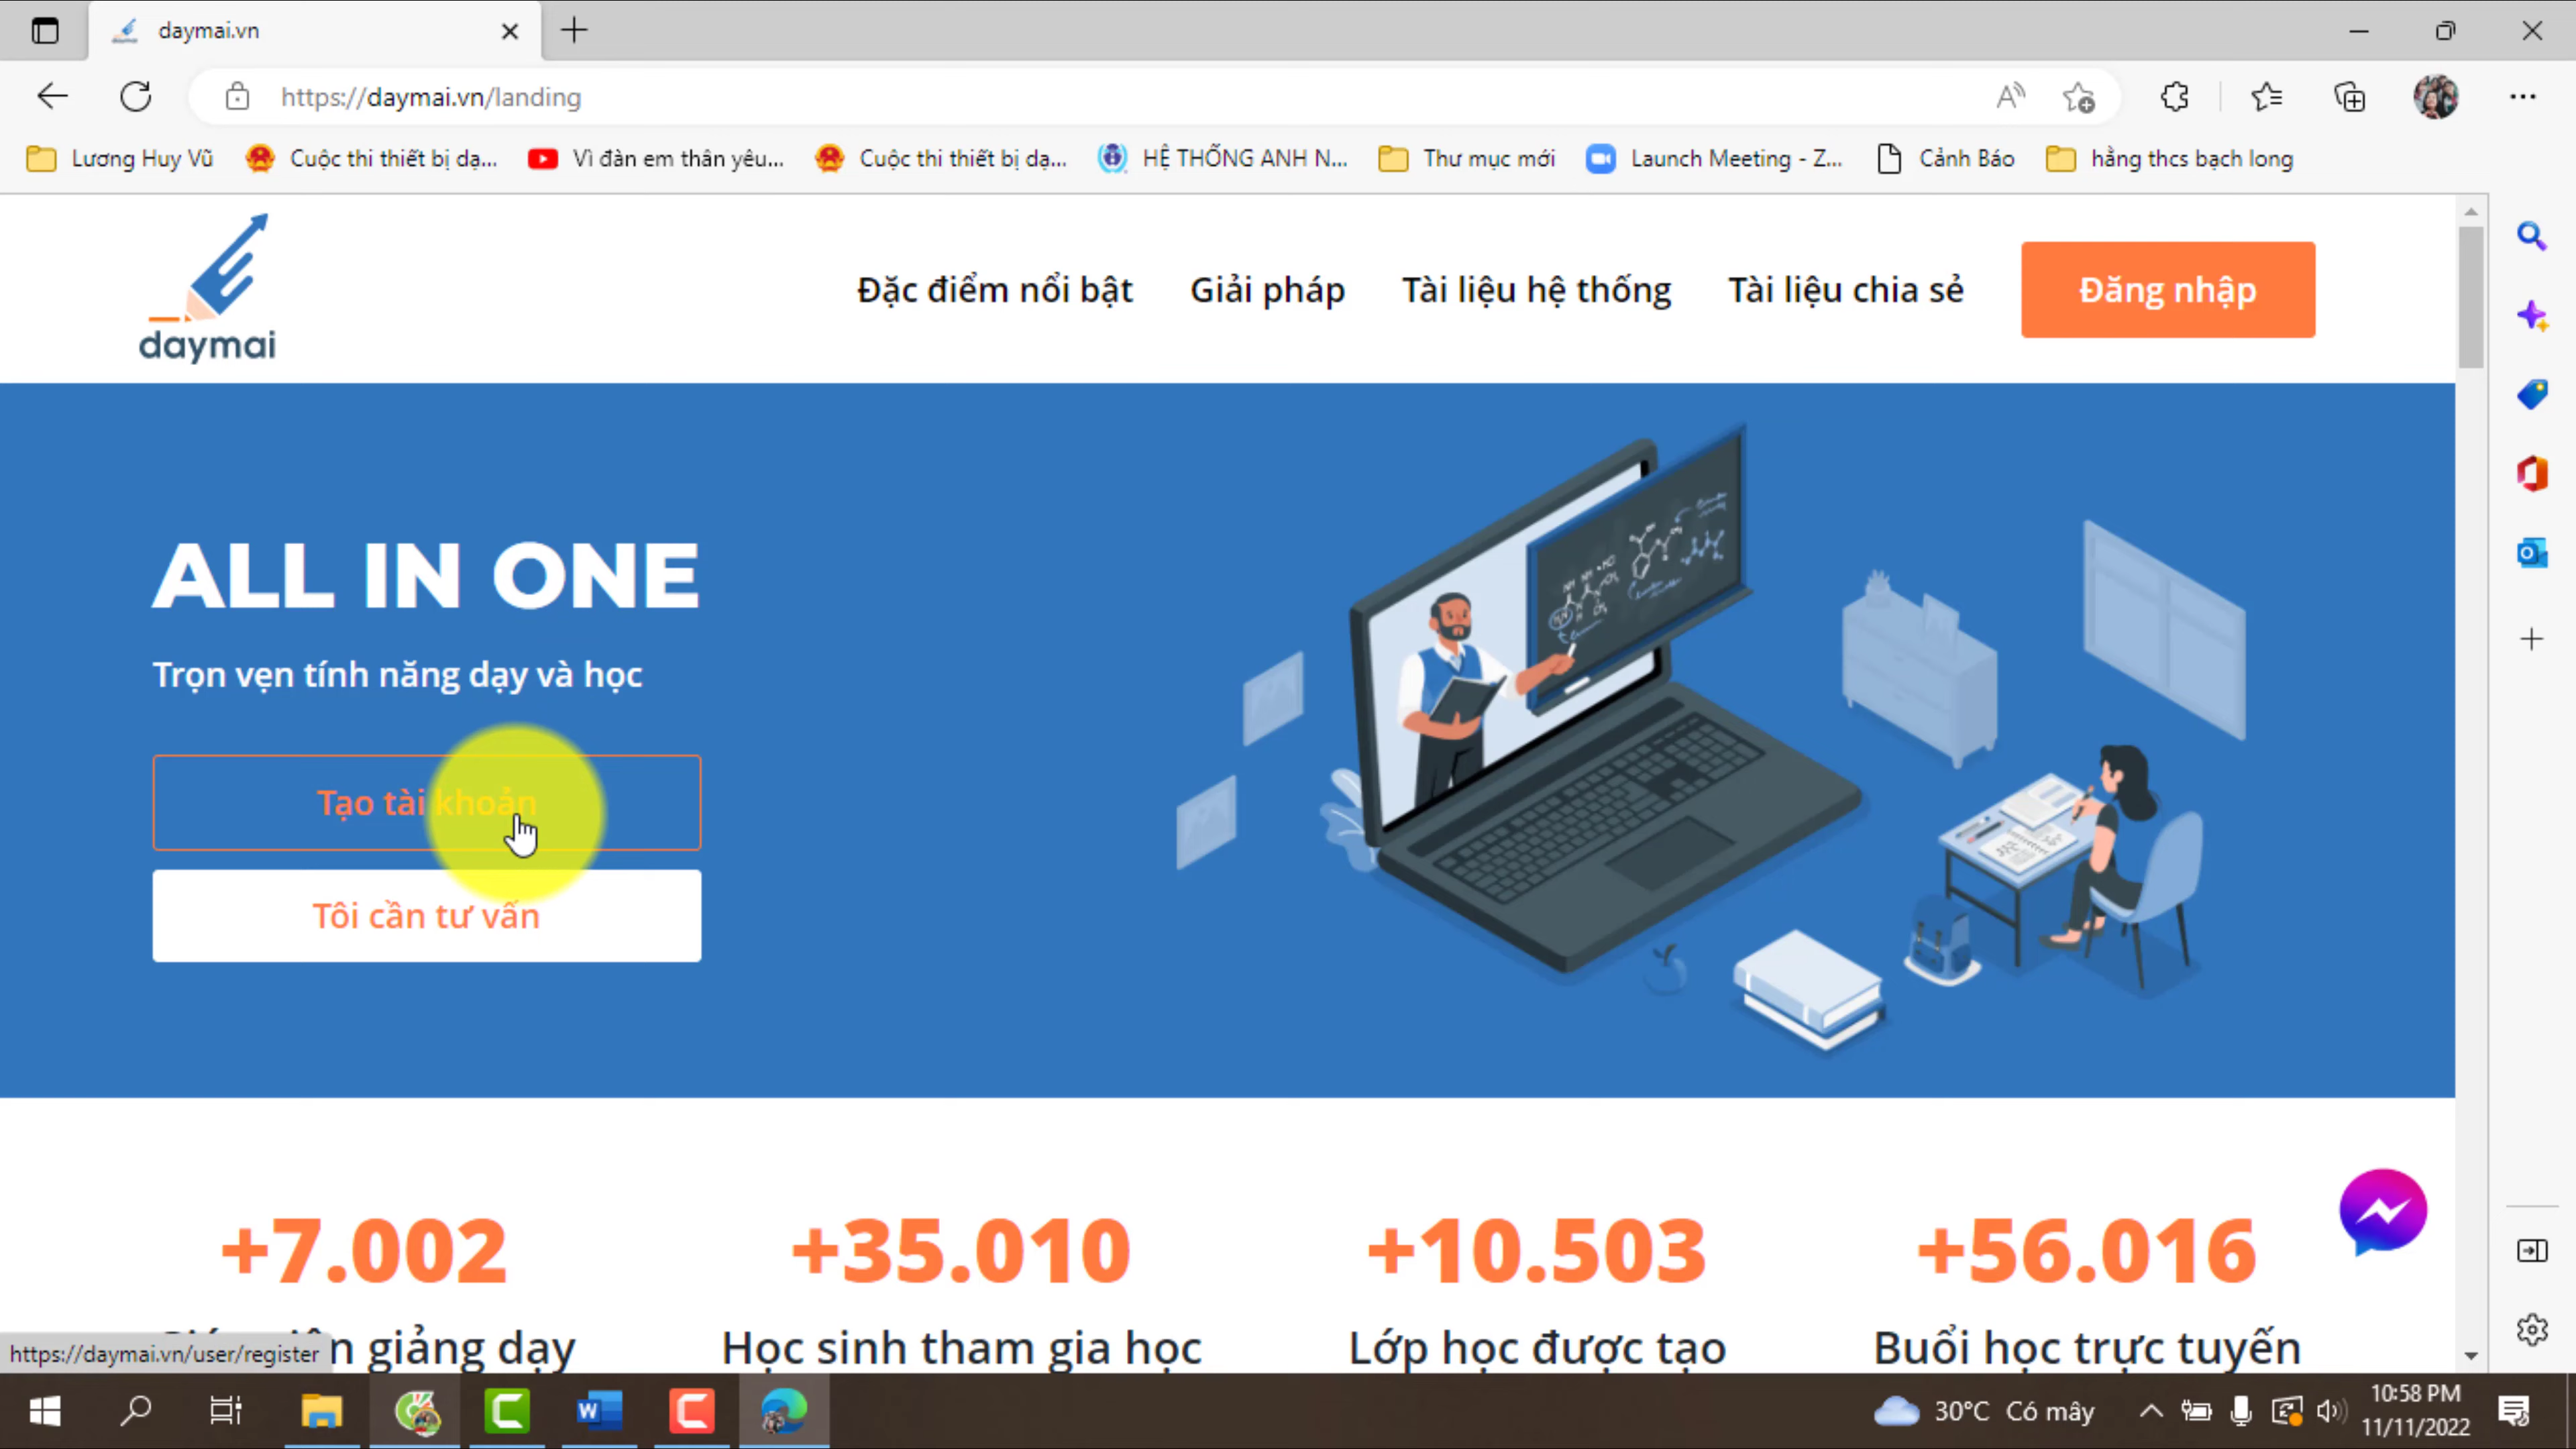 daymai.vn
https://daymai.vn/landing
Lương Huy Vũ
Cuộc thi thiết bị dạ...
Vì đàn em thân yêu...
Cuộc thi thiết bị dạ...
HỆ THỐNG ANH N...
Thư mục mới
Launch Meeting - Z...
Cảnh Báo
hằng thcs bạch long
daymai
Đặc điểm nổi bật
Giải pháp
Tài liệu hệ thống
Tài liệu chia sẻ
Đăng nhập
ALL IN ONE
Trọn vẹn tính năng dạy và học
Tạo tài khoản
Tôi cần tư vấn
+7.002
+35.010
+10.503
+56.016
giảng dạy
Học sinh tham gia học
Lớp học được tạo
Buổi học trực tuyến
https://daymai.vn/user/register
30°C Có mây
10:58 PM
11/11/2022